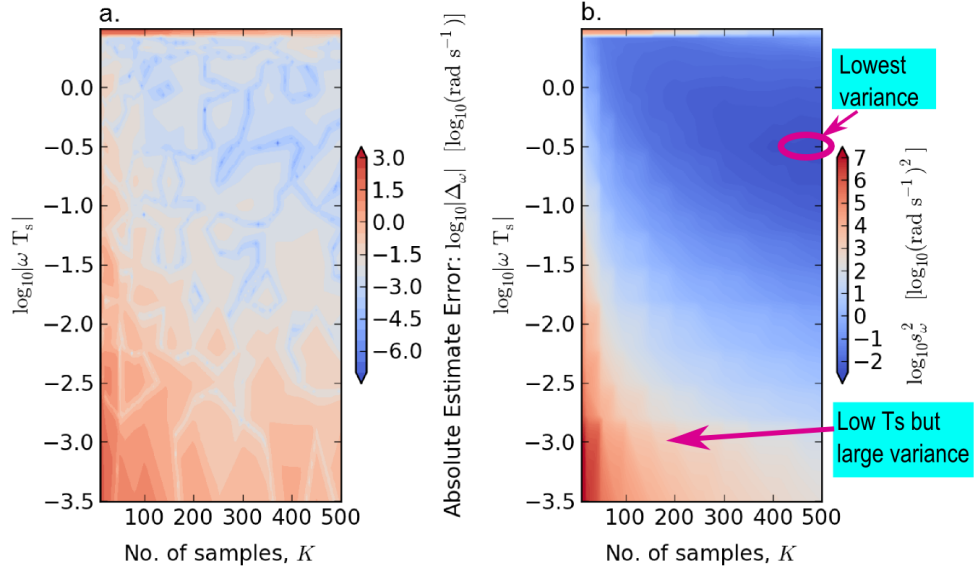 a.
b.
0.0
−0.5
−1.0
−1.5
−2.0
−2.5
−3.0
−3.5
log₁₀|ω Tₛ|
100 200 300 400 500
No. of samples, K
3.0
1.5
0.0
−1.5
−3.0
−4.5
−6.0
Absolute Estimate Error: log₁₀|Δ_ω| [log₁₀(rad s⁻¹)]
0.0
−0.5
−1.0
−1.5
−2.0
−2.5
−3.0
−3.5
log₁₀|ω Tₛ|
100 200 300 400 500
No. of samples, K
7
6
5
4
3
2
1
0
−1
−2
log₁₀s²_ω [log₁₀(rad s⁻¹)² ]
Lowest
variance
Low Ts but
large variance